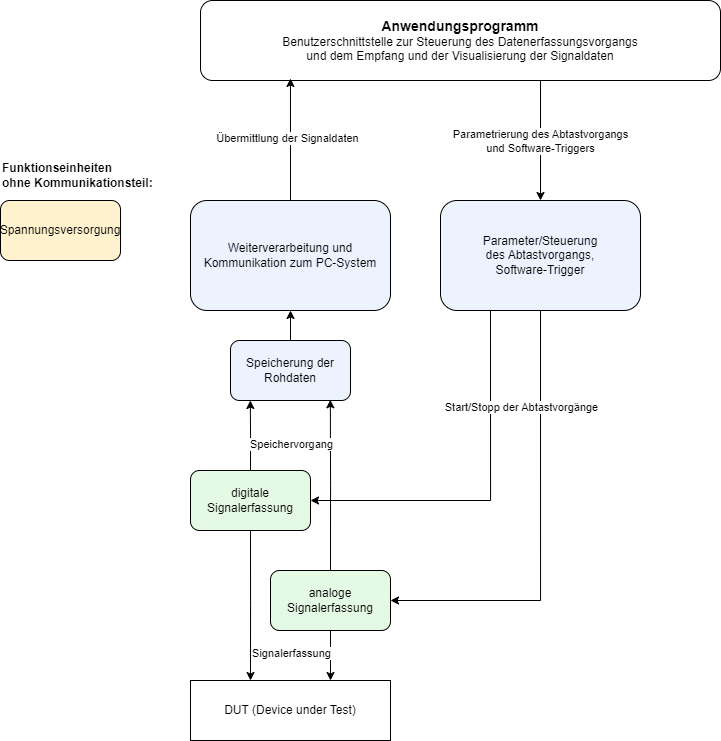 Anwendungsprogramm
Benutzerschnittstelle zur Steuerung des Datenerfassungsvorgangs
und dem Empfang und der Visualisierung der Signaldaten
Übermittlung der Signaldaten
Parametrierung des Abtastvorgangs
und Software-Triggers
Funktionseinheiten
ohne Kommunikationsteil:
Spannungsversorgung
Weiterverarbeitung und
Kommunikation zum PC-System
Parameter/Steuerung
des Abtastvorgangs,
Software-Trigger
Speicherung der
Rohdaten
Start/Stopp der Abtastvorgänge
Speichervorgang
digitale
Signalerfassung
analoge
Signalerfassung
Signalerfassung
DUT (Device under Test)